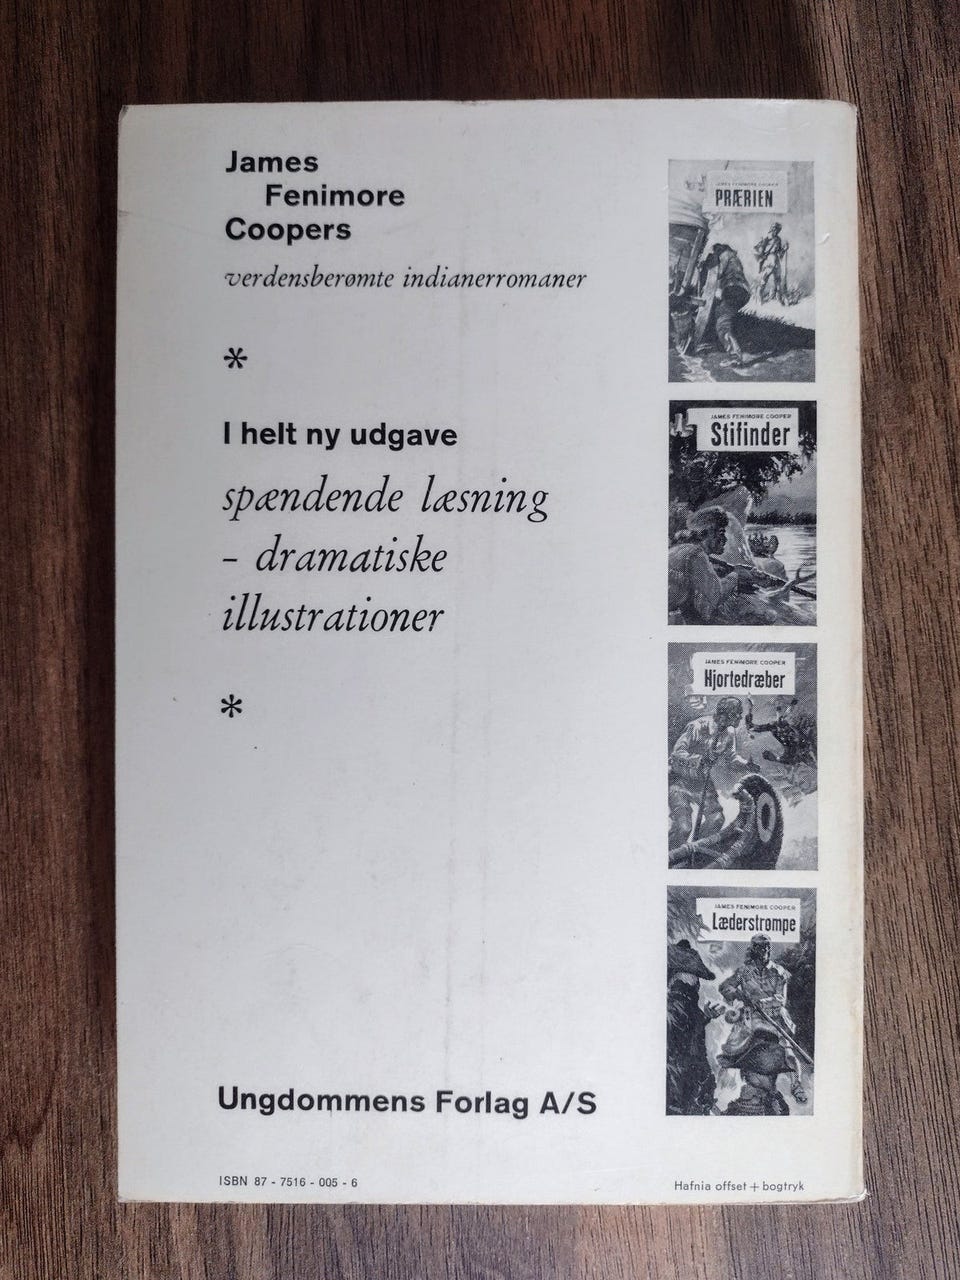 James
Fenimore
Coopers
verdensberømte indianerromaner
*
I helt ny udgave
spændende læsning
- dramatiske
illustrationer
*
Ungdommens Forlag A/S
ISBN 87 - 7516 - 005 - 6
JAMES FENIMORE COOPER
PRÆRIEN
JAMES FENIMORE COOPER
Stifinder
JAMES FENIMORE COOPER
Hjortedræber
JAMES FENIMORE COOPER
Læderstrømpe
Hafnia offset + bogtryk